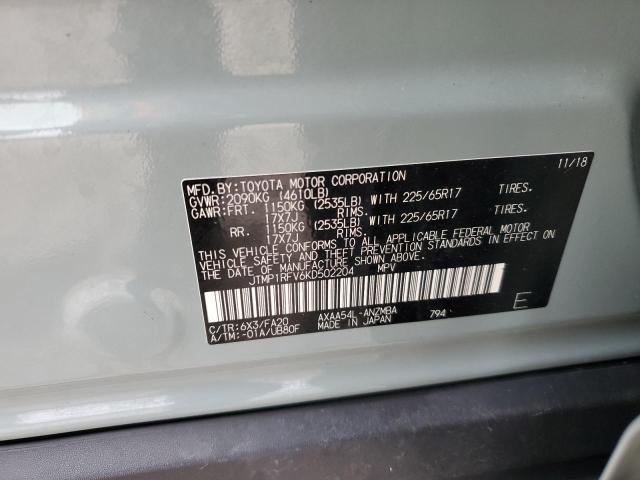 11/18
MFD. BY: TOYOTA MOTOR CORPORATION
GVWR: 2090KG (4610LB)
GAWR: FRT. 1150KG (2535LB) WITH 225/65R17 TIRES.
17X7J RIMS.
RR. 1150KG (2535LB) WITH 225/65R17 TIRES.
17X7J RIMS.
THIS VEHICLE CONFORMS TO ALL APPLICABLE FEDERAL MOTOR
VEHICLE SAFETY AND BUMPER STANDARDS IN EFFECT ON
THE DATE OF MANUFACTURE SHOWN ABOVE.
JTMP1RFV6KD502204 MPV
E
C/TR: 6X3/FA20 AXAA54L-ANZMBA 794
A/TM: -01A/UB80F MADE IN JAPAN